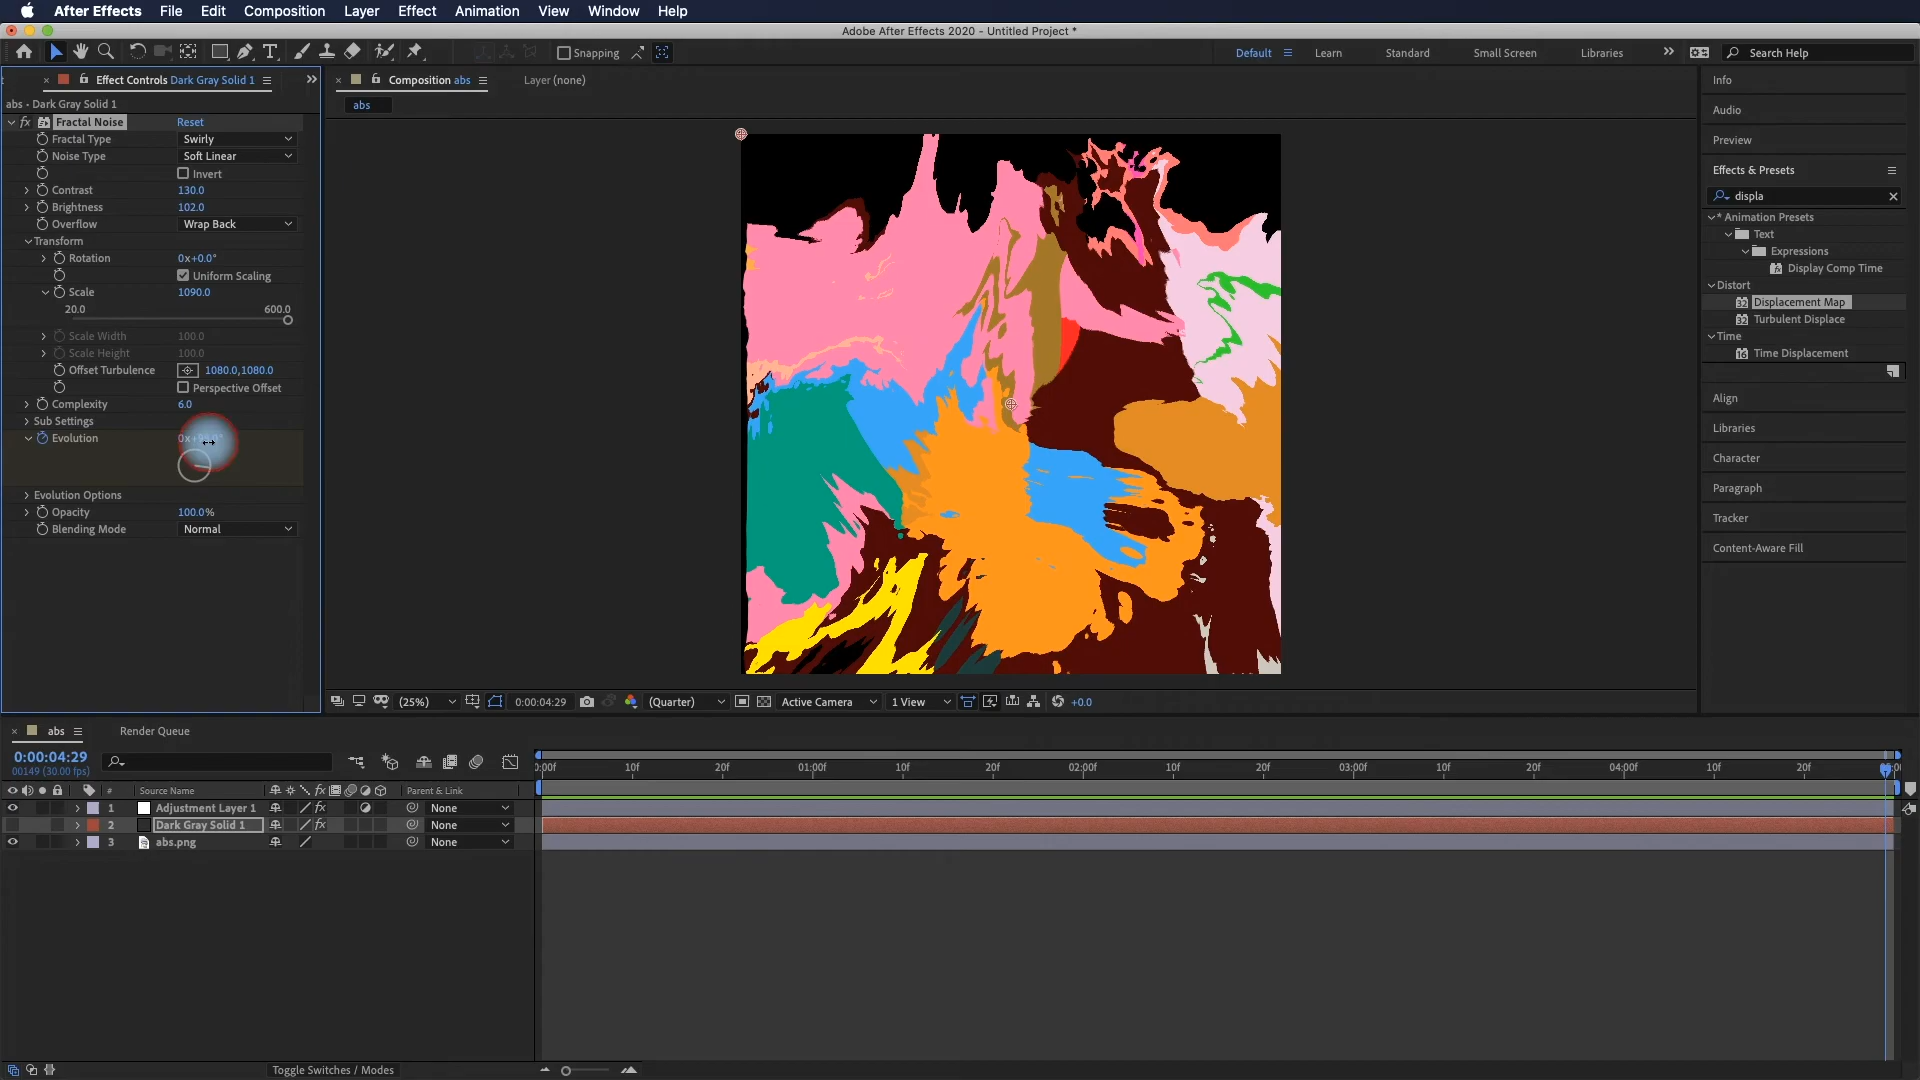 After Effects File Edit Composition Layer Effect Animation View Window Help
Adobe After Effects 2020 - Untitled Project *
Snapping Default Learn Standard Small Screen Libraries Search Help
Effect Controls Dark Gray Solid 1
abs • Dark Gray Solid 1
fx Fractal Noise Reset
Fractal Type Swirly
Noise Type Soft Linear
Invert
Contrast 130.0
Brightness 102.0
Overflow Wrap Back
Transform
Rotation 0x+0.0°
Uniform Scaling
Scale 1090.0
20.0 600.0
Scale Width 100.0
Scale Height 100.0
Offset Turbulence 1080.0,1080.0
Perspective Offset
Complexity 6.0
Sub Settings
Evolution
Evolution Options
Opacity 100.0%
Blending Mode Normal
Composition abs Layer (none)
abs
(25%) 0:00:04:29 (Quarter) Active Camera 1 View +0.0
Info
Audio
Preview
Effects & Presets
displa
* Animation Presets
Text
Expressions
Display Comp Time
Distort
32 Displacement Map
32 Turbulent Displace
Time
16 Time Displacement
Align
Libraries
Character
Paragraph
Tracker
Content-Aware Fill
abs Render Queue
0:00:04:29
00149 (30.00 fps)
# Source Name fx Parent & Link
1 Adjustment Layer 1 fx None
2 Dark Gray Solid 1 fx None
3 abs.png None
0:00f 10f 20f 01:00f 10f 20f 02:00f 10f 20f 03:00f 10f 20f 04:00f 10f 20f
Toggle Switches / Modes